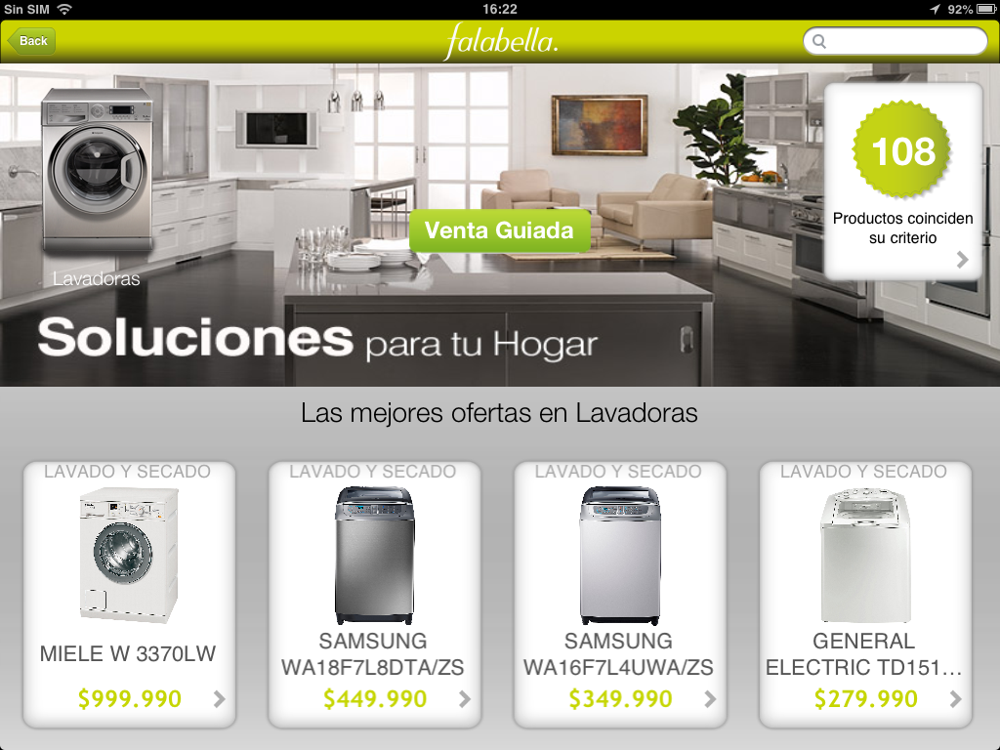 Sin SIM
16:22
92%
Back
falabella.
108
Productos coinciden
su criterio
Venta Guiada
Lavadoras
Soluciones para tu Hogar
Las mejores ofertas en Lavadoras
LAVADO Y SECADO
MIELE W 3370LW
$999.990
LAVADO Y SECADO
SAMSUNG
WA18F7L8DTA/ZS
$449.990
LAVADO Y SECADO
SAMSUNG
WA16F7L4UWA/ZS
$349.990
LAVADO Y SECADO
GENERAL
ELECTRIC TD151...
$279.990